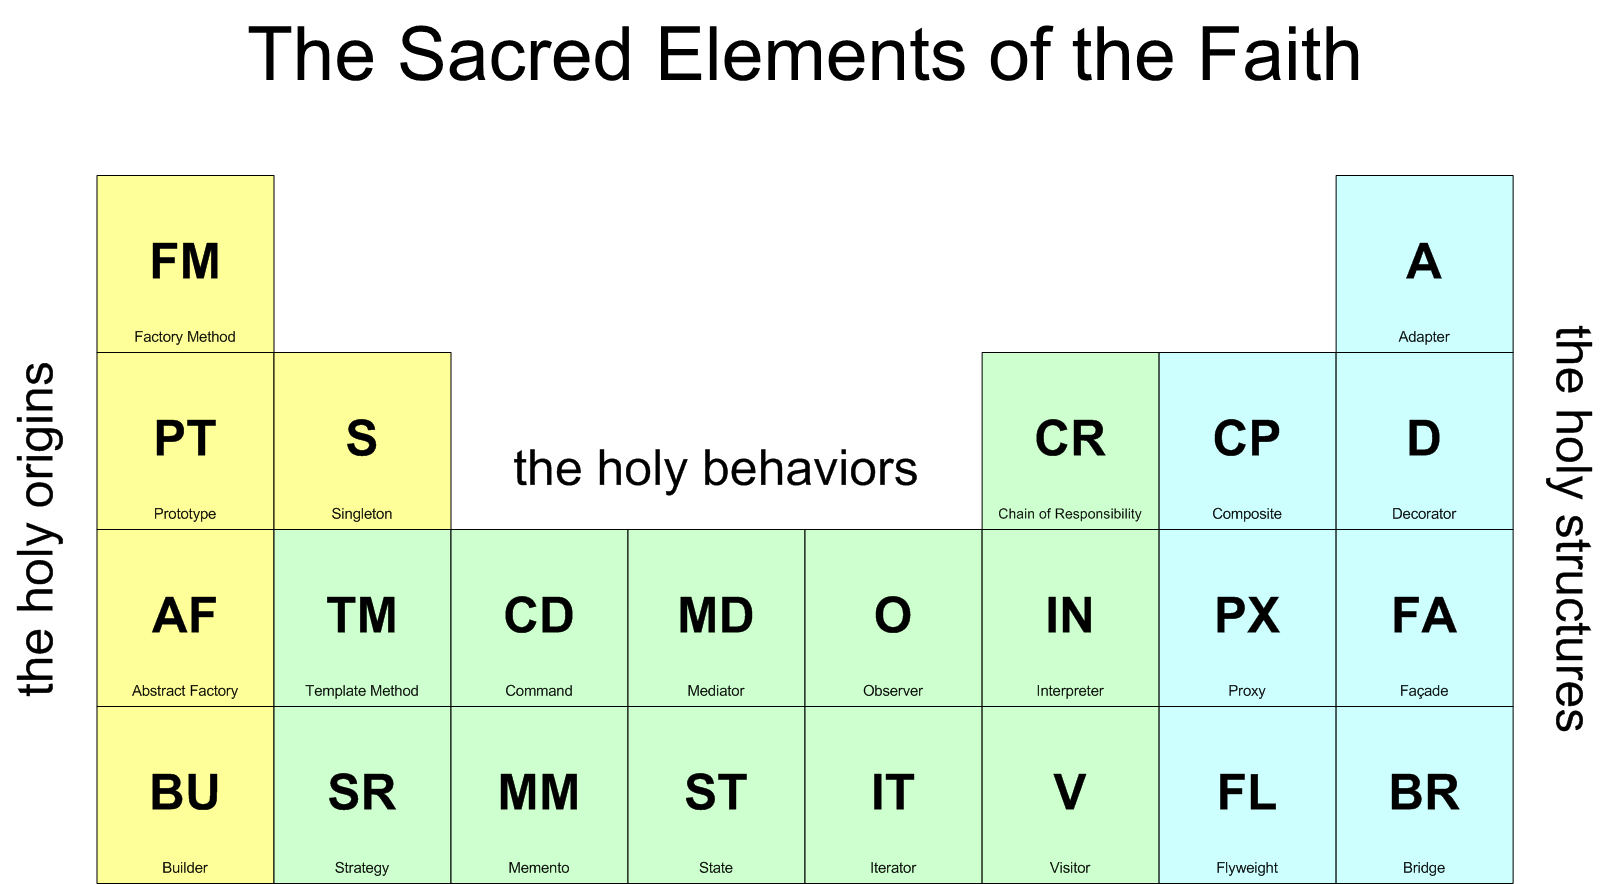 The Sacred Elements of the Faith
the holy origins
the holy behaviors
the holy structures
FM
Factory Method
A
Adapter
PT
Prototype
S
Singleton
CR
Chain of Responsibility
CP
Composite
D
Decorator
AF
Abstract Factory
TM
Template Method
CD
Command
MD
Mediator
O
Observer
IN
Interpreter
PX
Proxy
FA
Façade
BU
Builder
SR
Strategy
MM
Memento
ST
State
IT
Iterator
V
Visitor
FL
Flyweight
BR
Bridge